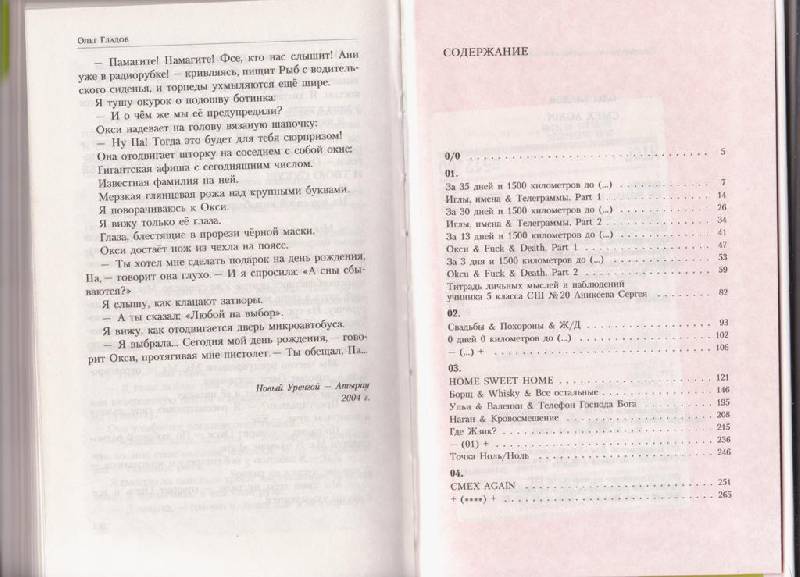 Олег Гладов
— Памагите! Намагите! Фсе, кто нас слышит! Ани
уже в радиорубке! — кривляясь, пищит Рыб с водитель-
ского сиденья, и торпеды ухмыляются ещё шире.
Я тушу окурок о подошву ботинка:
— И о чём же мы её предупредили?
Окси надевает на голову вязаную шапочку:
— Ну Па! Тогда это будет для тебя сюрпризом!
Она отодвигает шторку на соседнем с собой окне:
Гигантская афиша с сегодняшним числом.
Известная фамилия на ней.
Мерзкая глянцевая рожа над крупными буквами.
Я поворачиваюсь к Окси.
Я вижу только её глаза.
Глаза, блестящие в прорези чёрной маски.
Окси достаёт нож из чехла на поясе.
— Ты хотел мне сделать подарок на день рождения,
Па,— говорит она глухо.— И я спросила: «А сны сбы-
ваются?»
Я слышу, как клацают затворы.
— А ты сказал: «Любой на выбор».
Я вижу, как отодвигается дверь микроавтобуса.
— Я выбрала... Сегодня мой день рождения, — гово-
рит Окси, протягивая мне пистолет.— Ты обещал, Па...
Новый Уренгой —
2004 г.
СОДЕРЖАНИЕ
0/0 5
01.
За 35 дней и 1500 километров до (...) 7
Иглы, имена & Телеграммы. Part 1 14
За 30 дней и 1500 километров до (...) 26
Иглы, имена & Телеграммы. Part 2 34
За 13 дней и 1500 километров до (...) 41
Окси & Fuck & Death. Part 1 47
За 3 дня и 1500 километров до (...) 53
Окси & Fuck & Death. Part 2 59
Тетрадь личных мыслей и наблюдений
ученика 5 класса СШ №20 Аникеева Сергея 82
02.
Свадьбы & Похороны & Ж/Д 93
0 дней 0 километров до (...) 102
— (...) + 106
03.
HOME SWEET HOME 121
Борщ & Whisky & Все остальные 146
Улья & Валенки & Телефон Господа Бога 195
Наган & Кровосмешение 208
Где Жзик? 215
— (01) + 236
Точка Ноль/Ноль 246
04.
СМЕХ AGAIN 251
+ (****) + 265